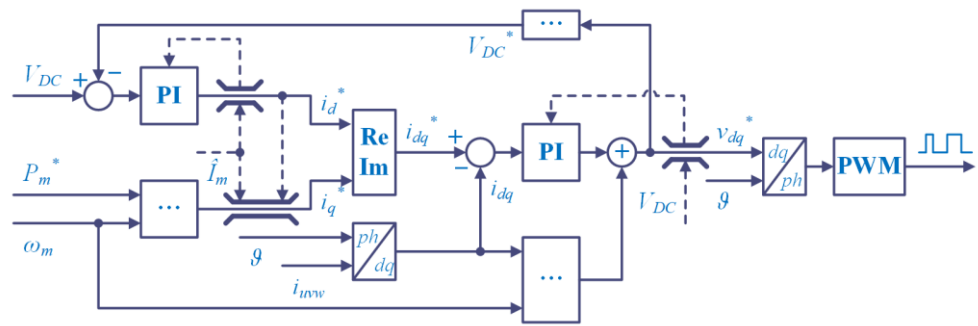 ...
V_DC^*
V_DC
+
−
PI
i_d^*
Re
Im
i_dq^*
+
−
PI
+
v_dq^*
dq
ph
PWM
P_m^*
...
Î_m
i_q^*
i_dq
V_DC
ϑ
ω_m
ϑ
ph
dq
i_uvw
...